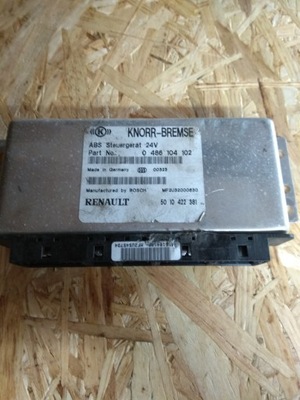 KNORR-BREMSE
ABS Steuergerät 24V
Part No.: 0 486 104 102
Made in Germany 00333
Manufactured by BOSCH
RENAULT 50 10 422 381